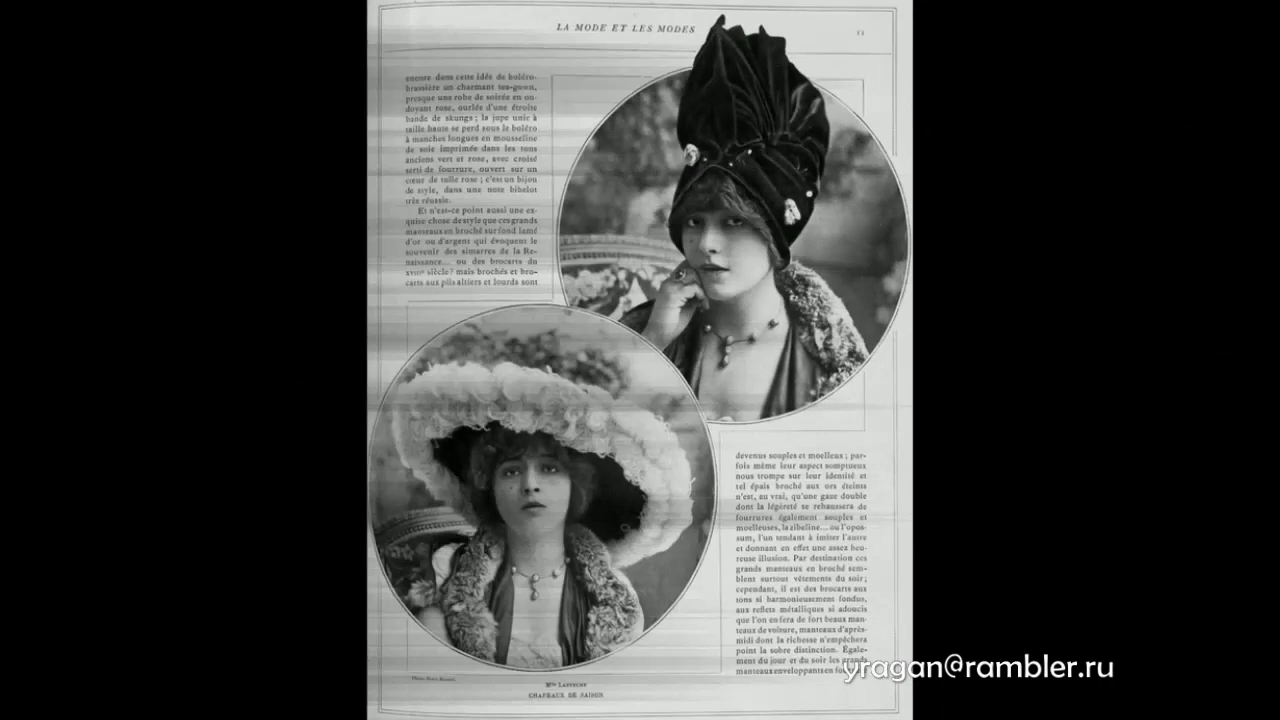 LA MODE ET LES MODES
encore dans cette idée de boléro-
brassière un charmant tea-gown,
presque une robe de soirée en on-
doyant rose, ourlée d'une étroite
bande de skungs ; la jupe unie à
taille haute se perd sous le boléro
à manches longues en mousseline
de soie imprimée dans les tons
anciens vert et rose, avec croisé
serti de fourrure, ouvert sur un
cœur de tulle rose ; c'est un bijou
de style, dans une note bibelot
très réussie.
Et n'est-ce point aussi une ex-
quise chose de style que ces grands
manteaux en broché sur fond lamé
d'or ou d'argent qui évoquent le
souvenir des simarres de la Re-
naissance... ou des brocarts du
XVIIIe siècle ? mais brochés et bro-
carts aux plis altiers et lourds sont
devenus souples et moelleux ; par-
fois même leur aspect somptueux
nous trompe sur leur identité et
tel épais broché aux ors éteints
n'est, au vrai, qu'une gaze double
dont la légèreté se rehaussera de
fourrures également souples et
moelleuses, la zibeline... ou l'opos-
sum, l'un tendant à imiter l'autre
et donnant en effet une assez heu-
reuse illusion. Par destination ces
grands manteaux en broché sem-
blent surtout vêtements du soir ;
cependant, il est des brocarts aux
tons si harmonieusement fondus,
aux reflets métalliques si adoucis
que l'on en fera de fort beaux man-
teaux de voiture, manteaux d'après-
midi dont la richesse n'empêchera
point la sobre distinction. Égale-
ment du jour et du soir les grands
manteaux enveloppants en
Mlle
CHAPEAUX DE SAISON
yragan@rambler.ru